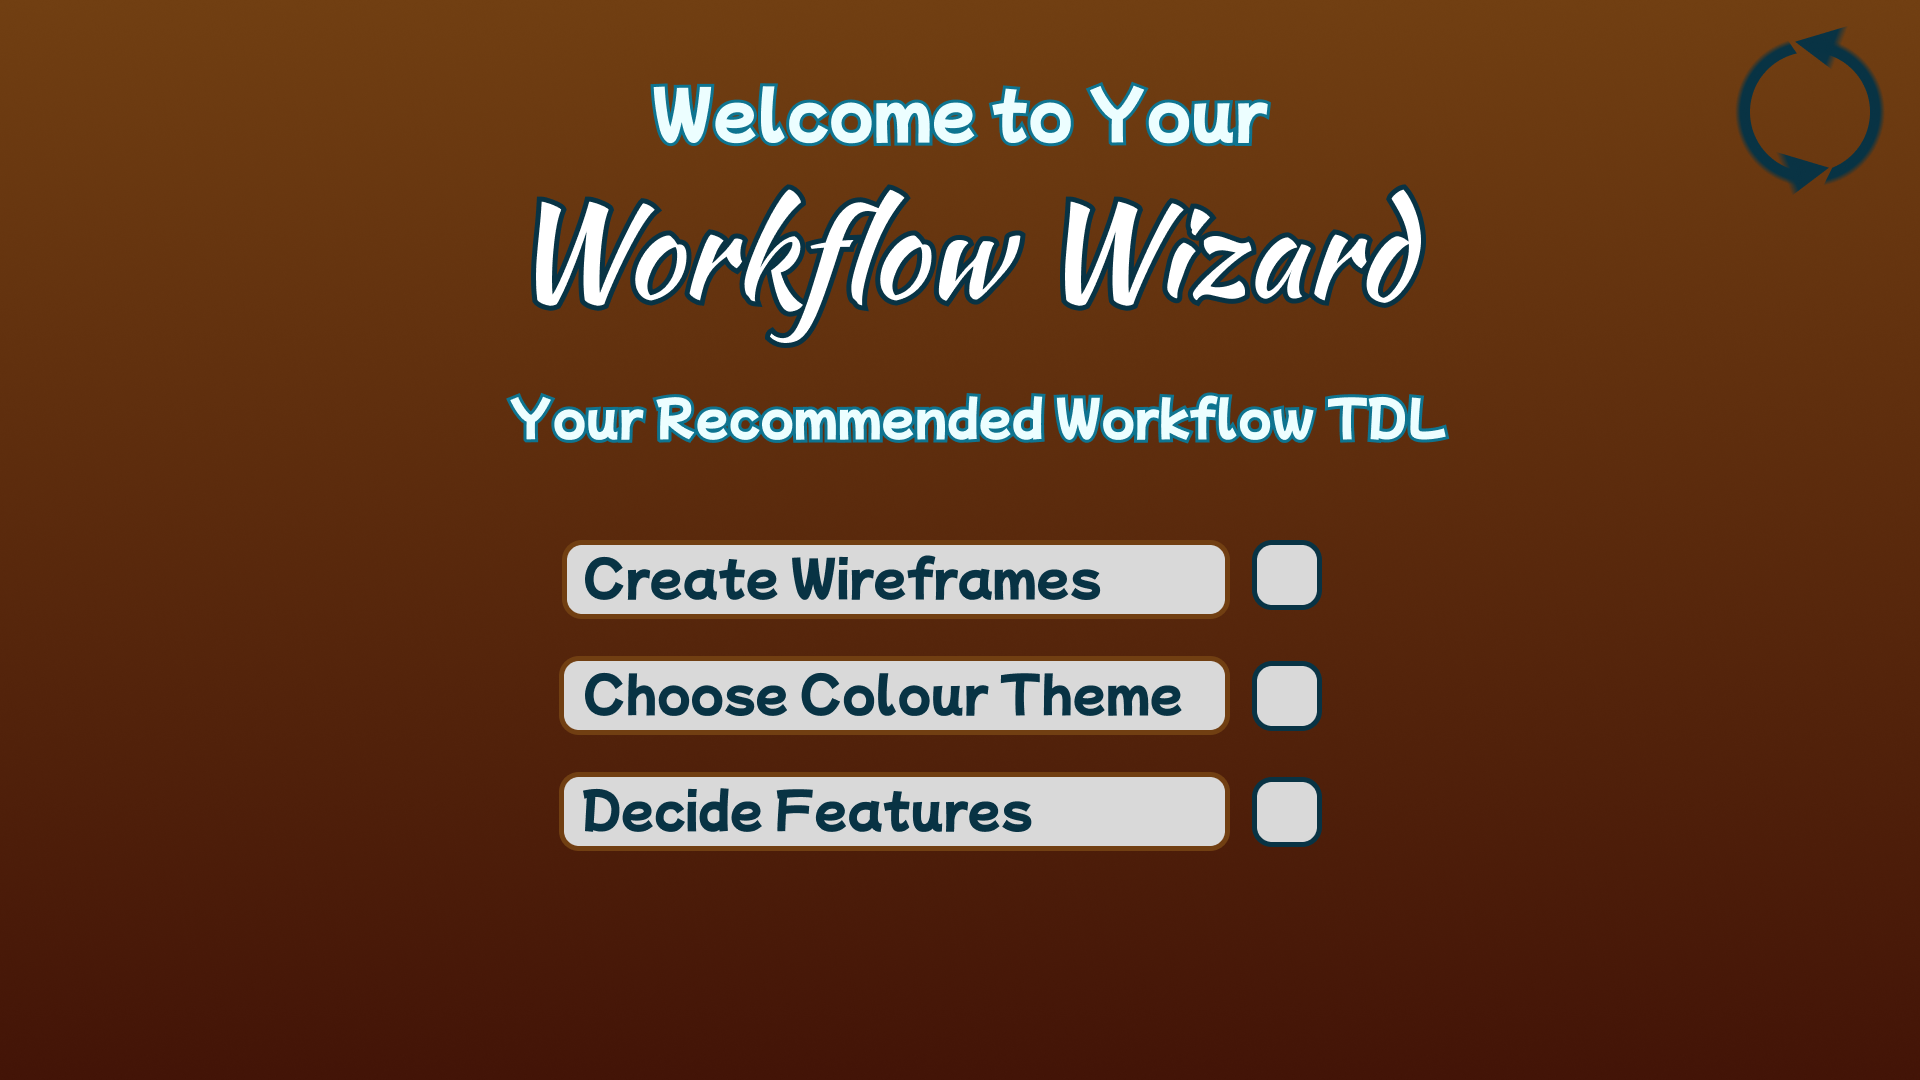 Welcome to Your
Workflow Wizard
Your Recommended Workflow TDL
Create Wireframes
Choose Colour Theme
Decide Features